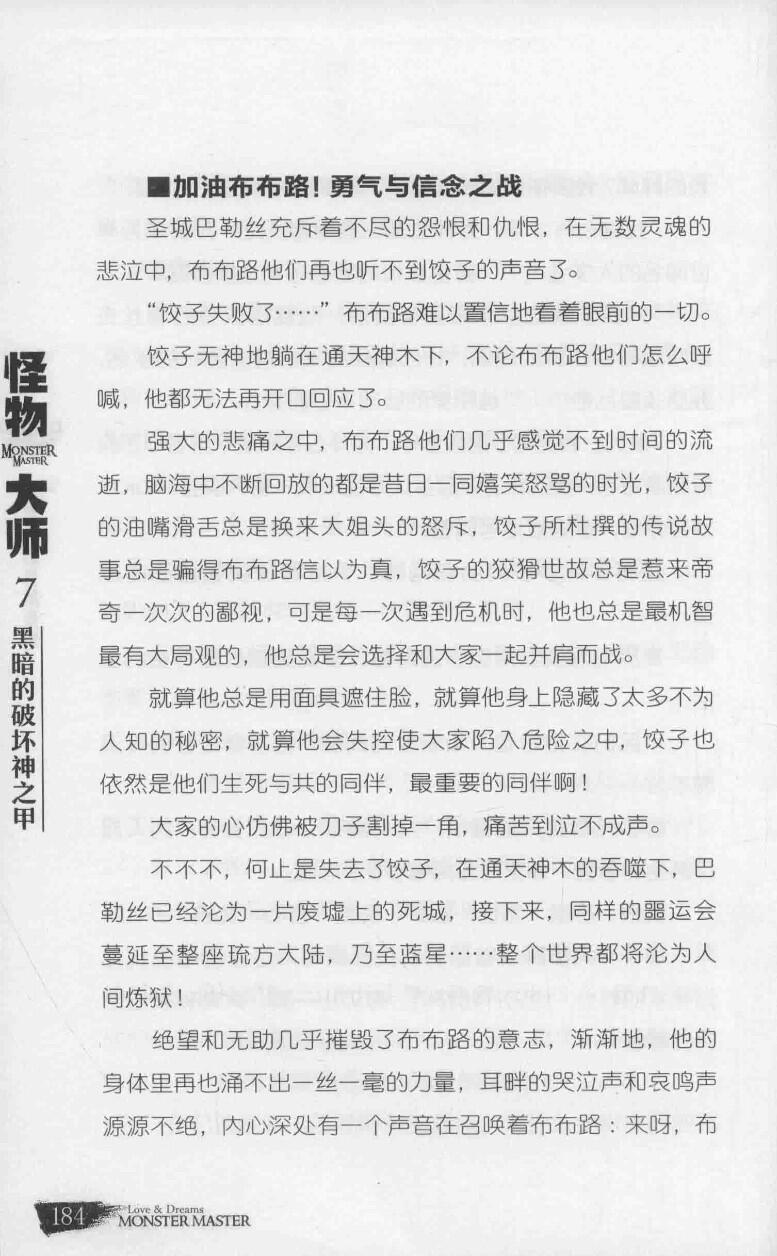 ■加油布布路！勇气与信念之战
圣城巴勒丝充斥着不尽的怨恨和仇恨，在无数灵魂的
悲泣中，布布路他们再也听不到饺子的声音了。
“饺子失败了……”布布路难以置信地看着眼前的一切。
饺子无神地躺在通天神木下，不论布布路他们怎么呼
喊，他都无法再开口回应了。
强大的悲痛之中，布布路他们几乎感觉不到时间的流
逝，脑海中不断回放的都是昔日一同嬉笑怒骂的时光，饺子
的油嘴滑舌总是换来大姐头的怒斥，饺子所杜撰的传说故
事总是骗得布布路信以为真，饺子的狡猾世故总是惹来帝
奇一次次的鄙视，可是每一次遇到危机时，他也总是最机智
最有大局观的，他总是会选择和大家一起并肩而战。
就算他总是用面具遮住脸，就算他身上隐藏了太多不为
人知的秘密，就算他会失控使大家陷入危险之中，饺子也
依然是他们生死与共的同伴，最重要的同伴啊！
大家的心仿佛被刀子割掉一角，痛苦到泣不成声。
不不不，何止是失去了饺子，在通天神木的吞噬下，巴
勒丝已经沦为一片废墟上的死城，接下来，同样的噩运会
蔓延至整座琉方大陆，乃至蓝星……整个世界都将沦为人
间炼狱！
绝望和无助几乎摧毁了布布路的意志，渐渐地，他的
身体里再也涌不出一丝一毫的力量，耳畔的哭泣声和哀鸣声
源源不绝，内心深处有一个声音在召唤着布布路：来呀，布
怪物
MONSTER
MASTER
大师
7
黑暗的破坏神之甲
184
Love & Dreams
MONSTER MASTER